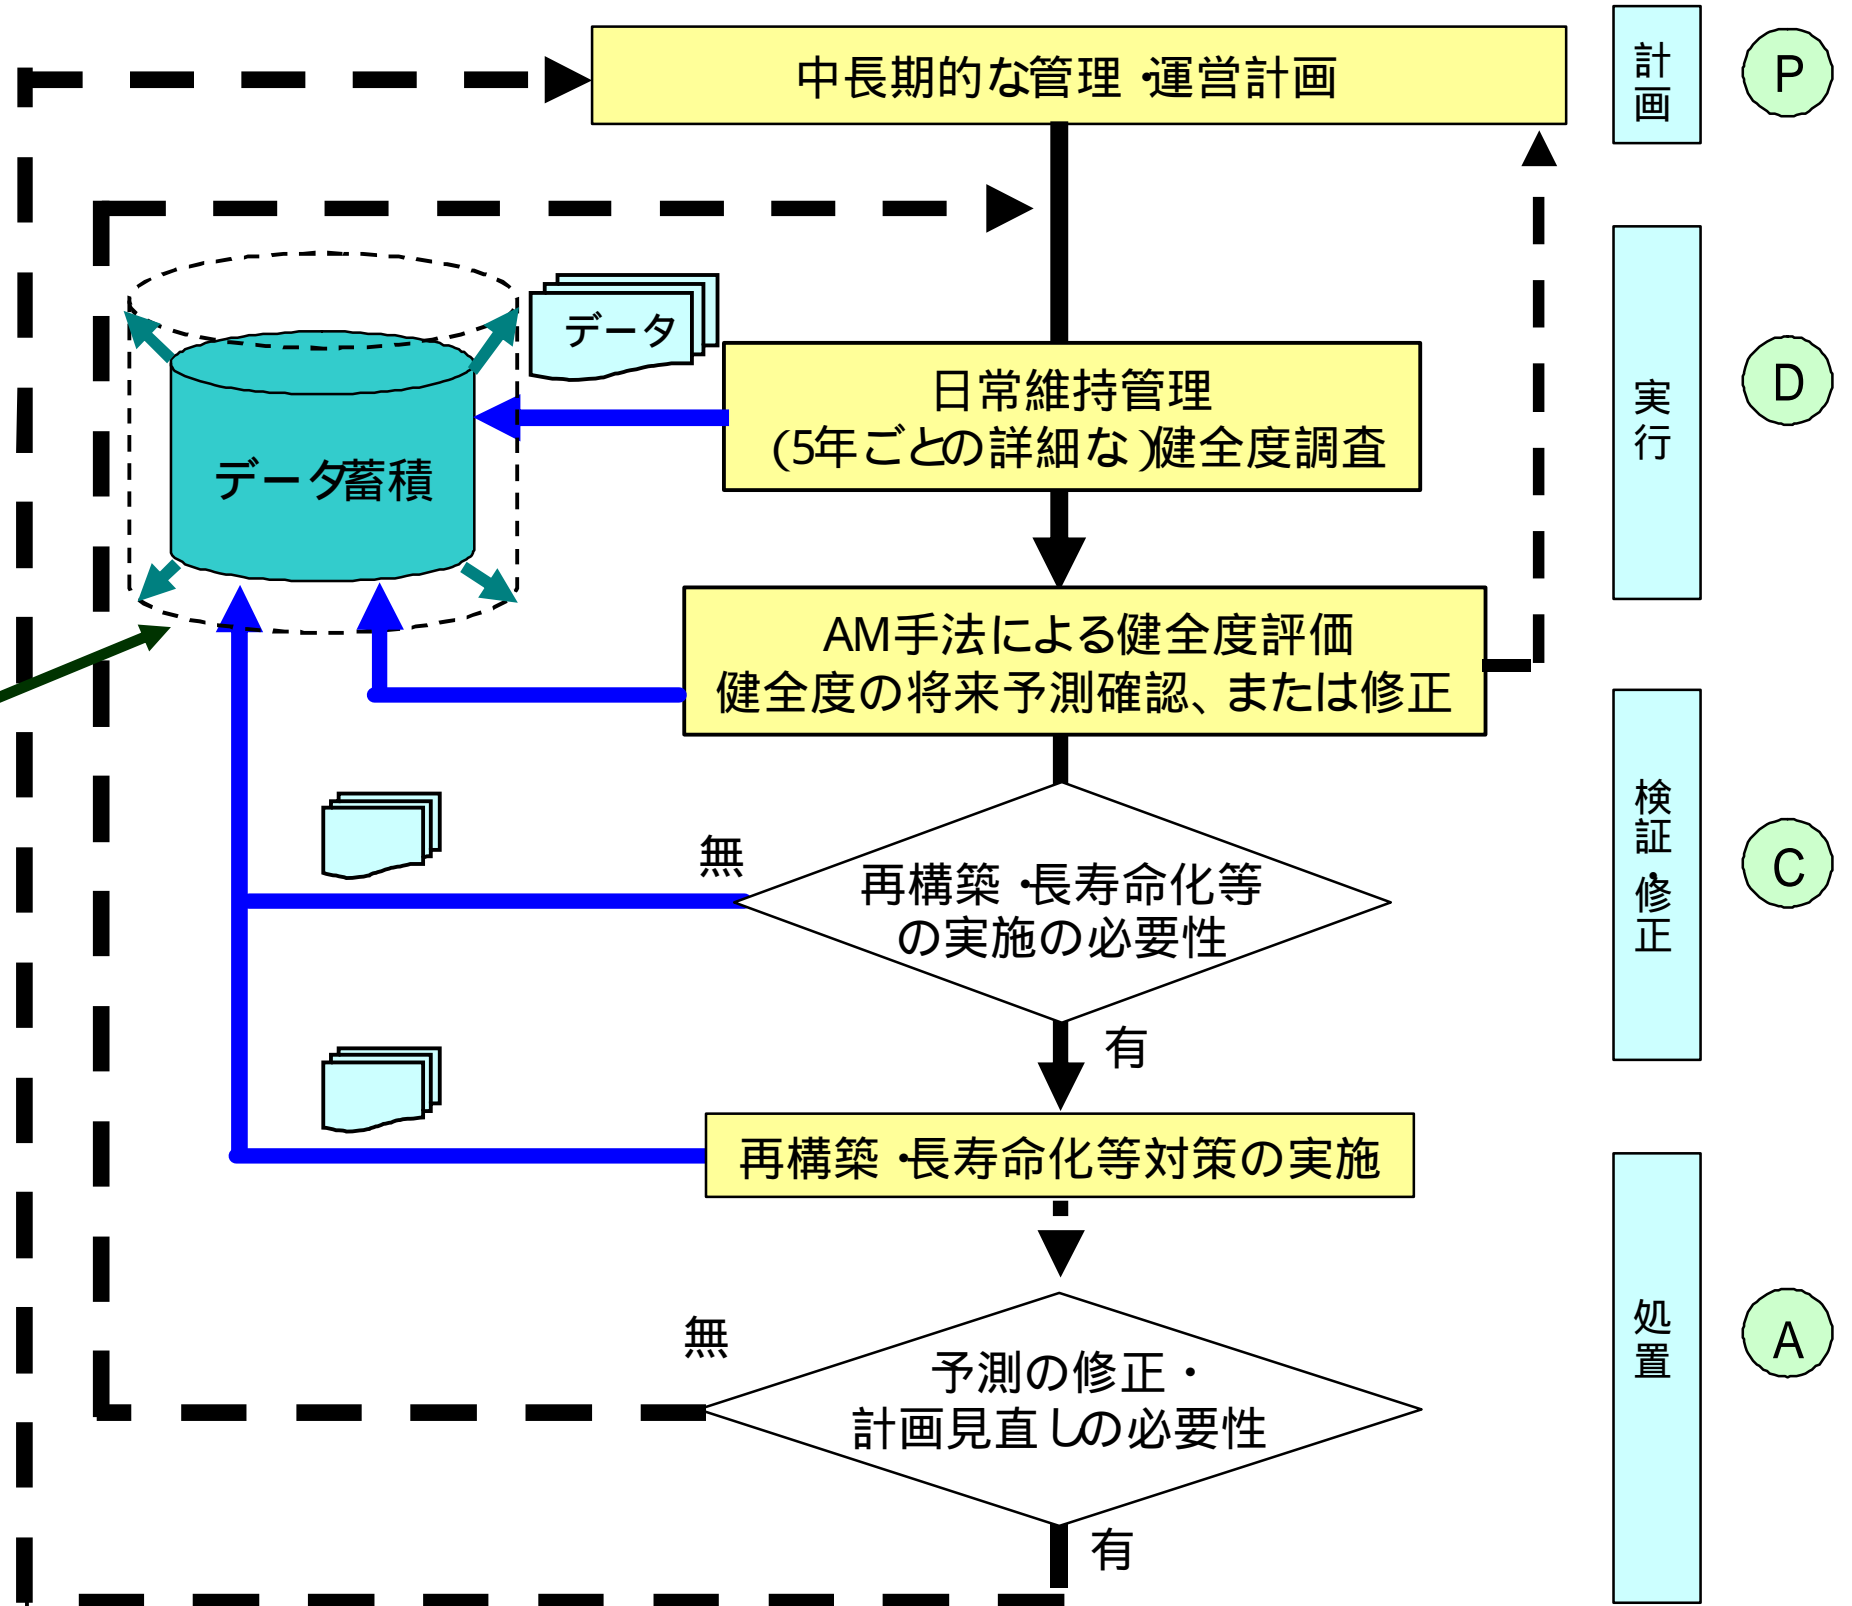 中長期的な管理・運営計画
計画
P
データ
日常維持管理
(5年ごとの詳細な)健全度調査
実行
D
データ蓄積
AM手法による健全度評価
健全度の将来予測確認、または修正
無
再構築・長寿命化等
の実施の必要性
検証・修正
C
有
再構築・長寿命化等対策の実施
無
予測の修正・
計画見直しの必要性
処置
A
有